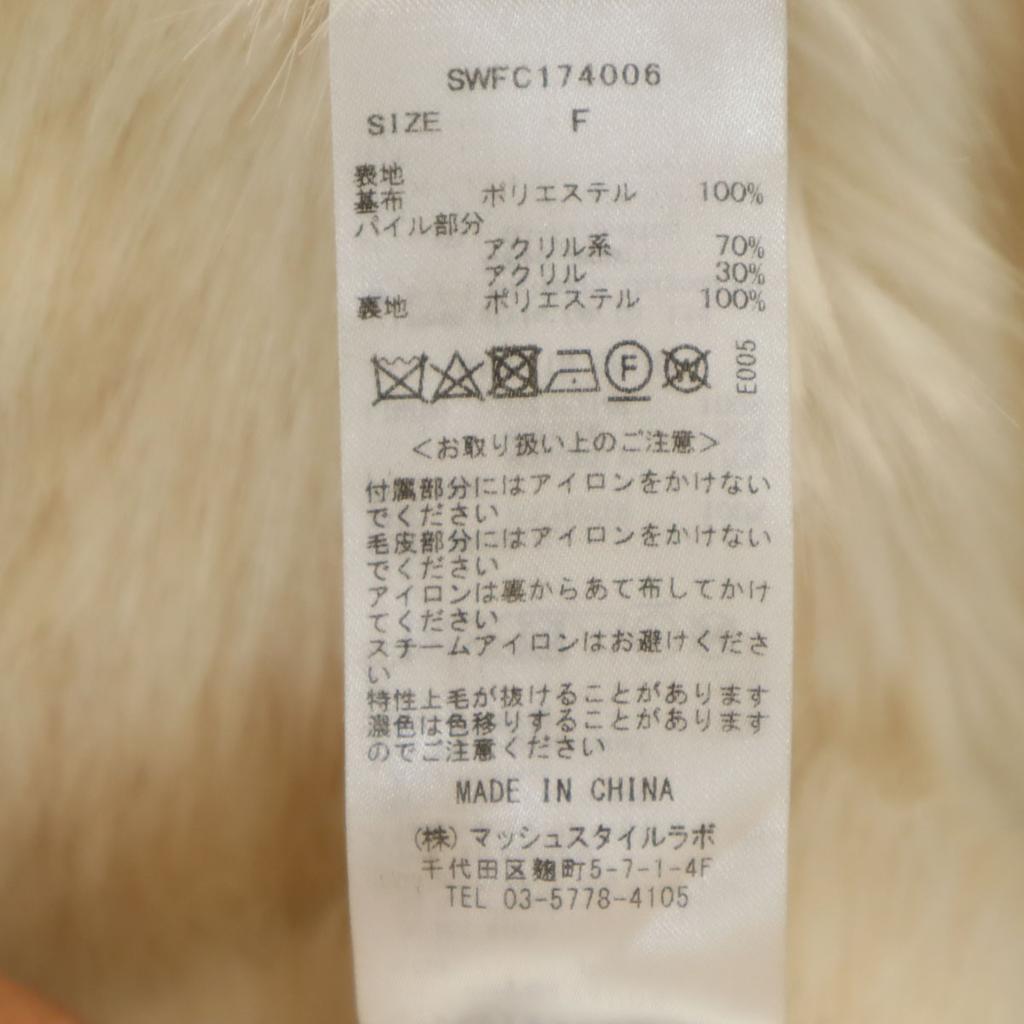 SWFC174006
SIZE F
表地
基布 ポリエステル 100%
パイル部分
アクリル系 70%
アクリル 30%
裏地 ポリエステル 100%
F W E005
＜お取り扱い上のご注意＞
付属部分にはアイロンをかけない
でください
毛皮部分にはアイロンをかけない
でください
アイロンは裏からあて布してかけ
てください
スチームアイロンはお避けくださ
い
特性上毛が抜けることがあります
濃色は色移りすることがあります
のでご注意ください
MADE IN CHINA
(株) マッシュスタイルラボ
千代田区麹町5-7-1-4F
TEL 03-5778-4105